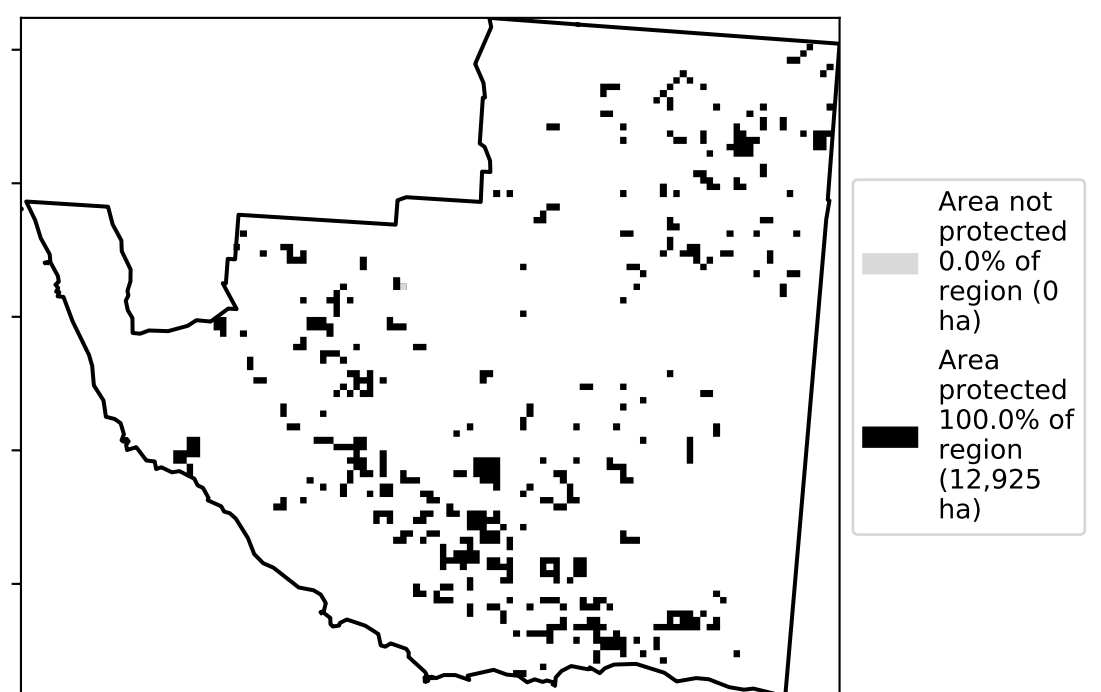 Area not
protected
0.0% of
region (0
ha)
Area
protected
100.0% of
region
(12,925
ha)